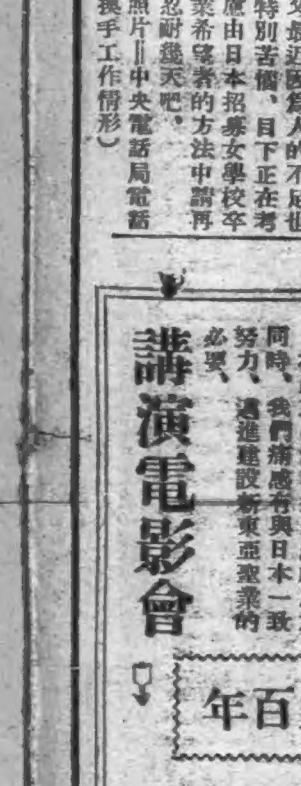 特別苦惱、目下正在考
慮由日本招募女學校卒
業希望者的方法中請再
忍耐幾天吧、
照片＝中央電話局電話
換手工作情形）
同時、我們痛感有與日本一致
努力、邁進建設新東亞聖業的
必要、
講演電影會
百年